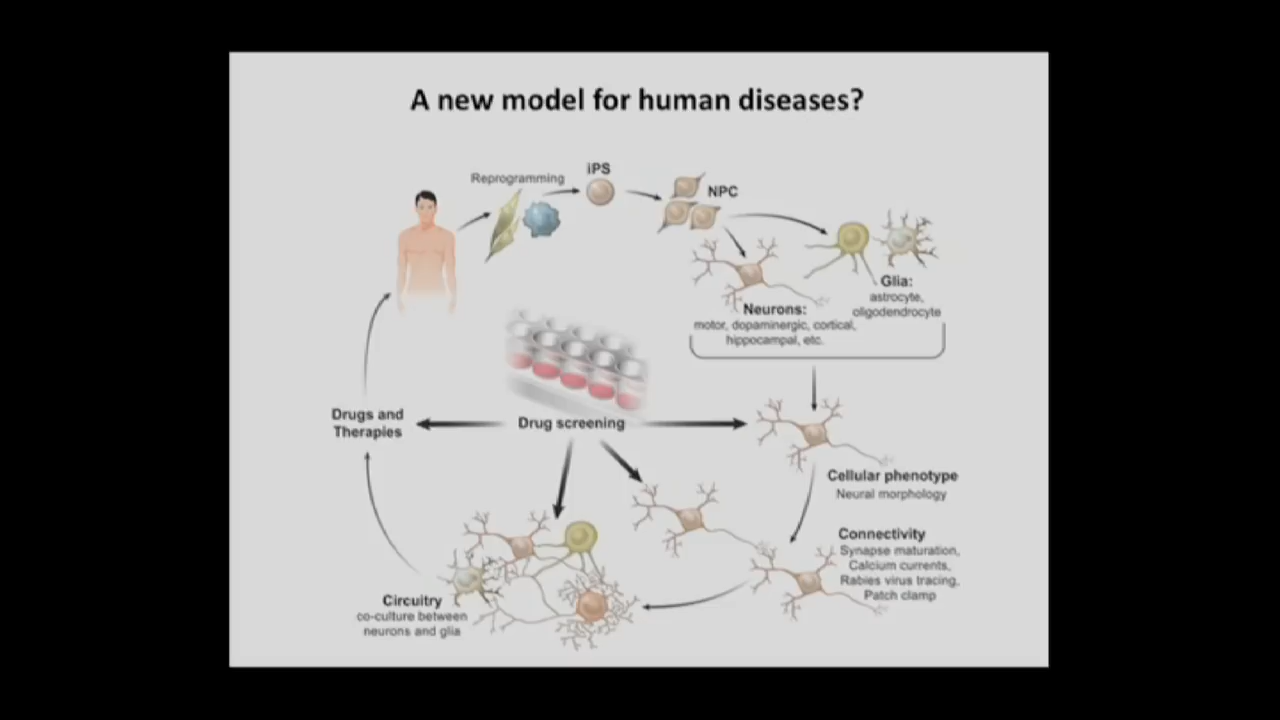 A new model for human diseases?
Reprogramming
iPS
NPC
Glia:
astrocyte,
oligodendrocyte
Neurons:
motor, dopaminergic, cortical,
hippocampal, etc.
Drugs and
Therapies
Drug screening
Cellular phenotype
Neural morphology
Connectivity
Synapse maturation,
Calcium currents,
Rabies virus tracing,
Patch clamp
Circuitry
co-culture between
neurons and glia